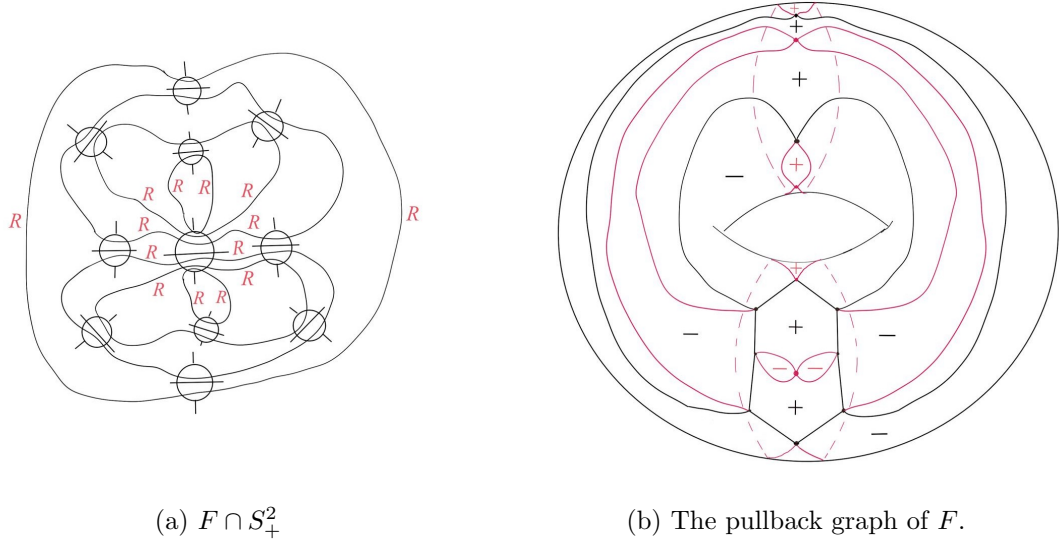 R R
R R
R R
R R
R R
R
R
R R
+
+
+
+
−
+
+
− −
− −
+
−
(a) F ∩ S²₊
(b) The pullback graph of F.